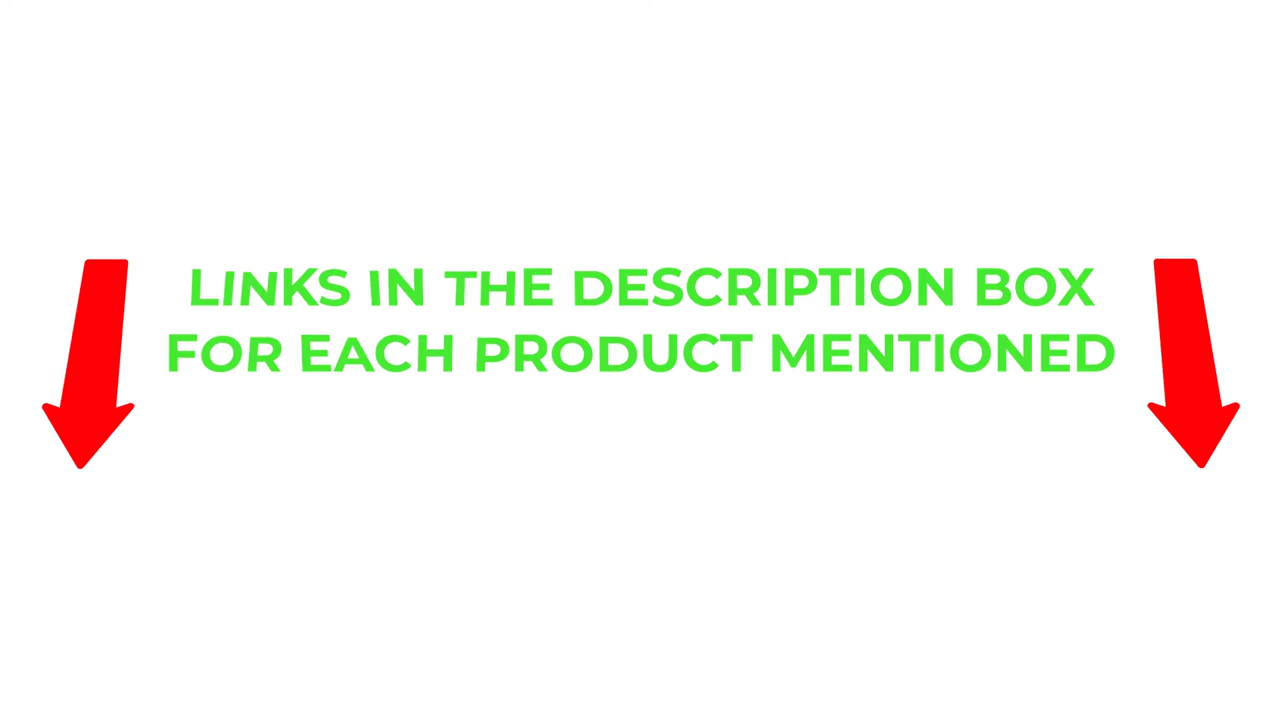 LINKS IN THE DESCRIPTION BOX
FOR EACH PRODUCT MENTIONED